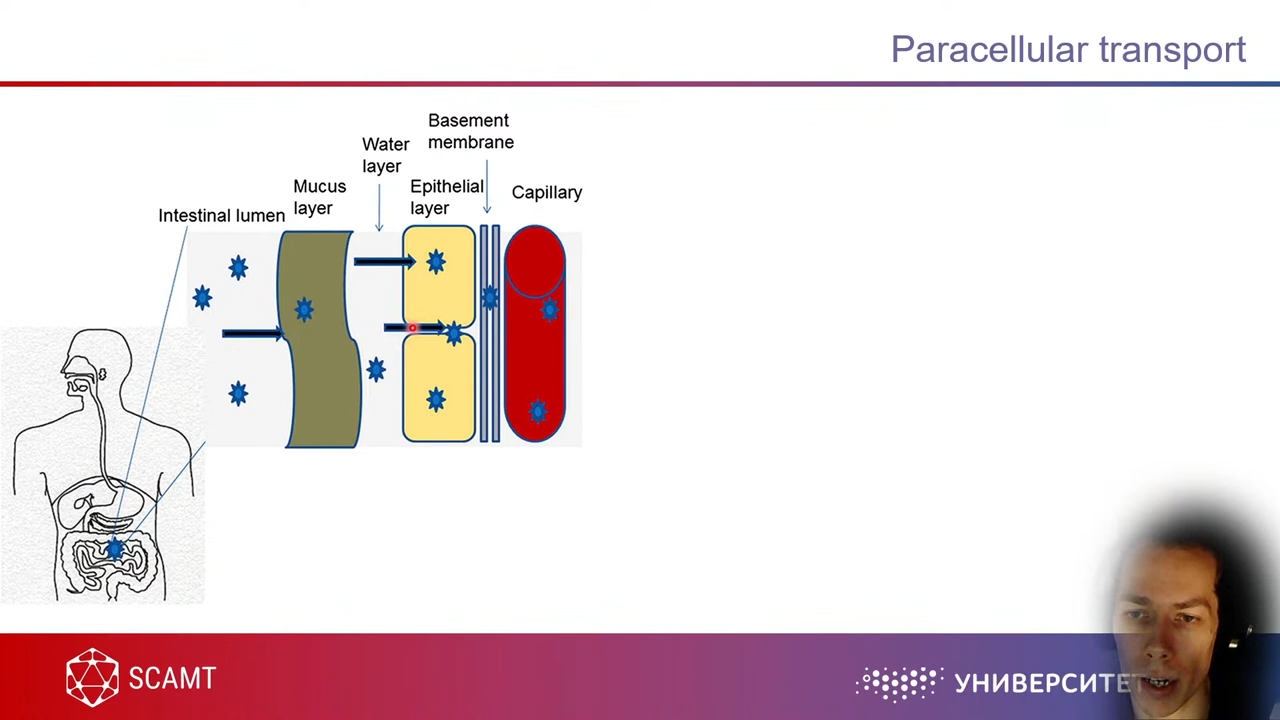 Paracellular transport
Basement
membrane
Water
layer
Mucus
layer
Epithelial
layer
Capillary
Intestinal lumen
SCAMT
УНИВЕРСИТЕТ